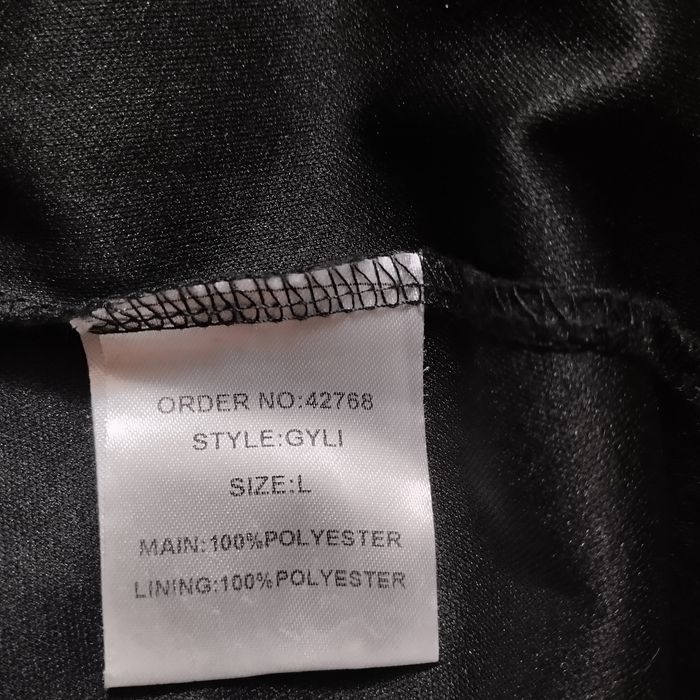 ORDER NO:42768
STYLE:GYLI
SIZE:L
MAIN:100%POLYESTER
LINING:100%POLYESTER